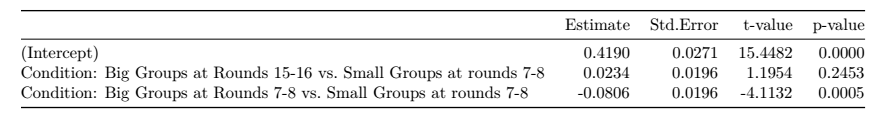 Estimate Std.Error t-value p-value
(Intercept) 0.4190 0.0271 15.4482 0.0000
Condition: Big Groups at Rounds 15-16 vs. Small Groups at rounds 7-8 0.0234 0.0196 1.1954 0.2453
Condition: Big Groups at Rounds 7-8 vs. Small Groups at rounds 7-8 -0.0806 0.0196 -4.1132 0.0005